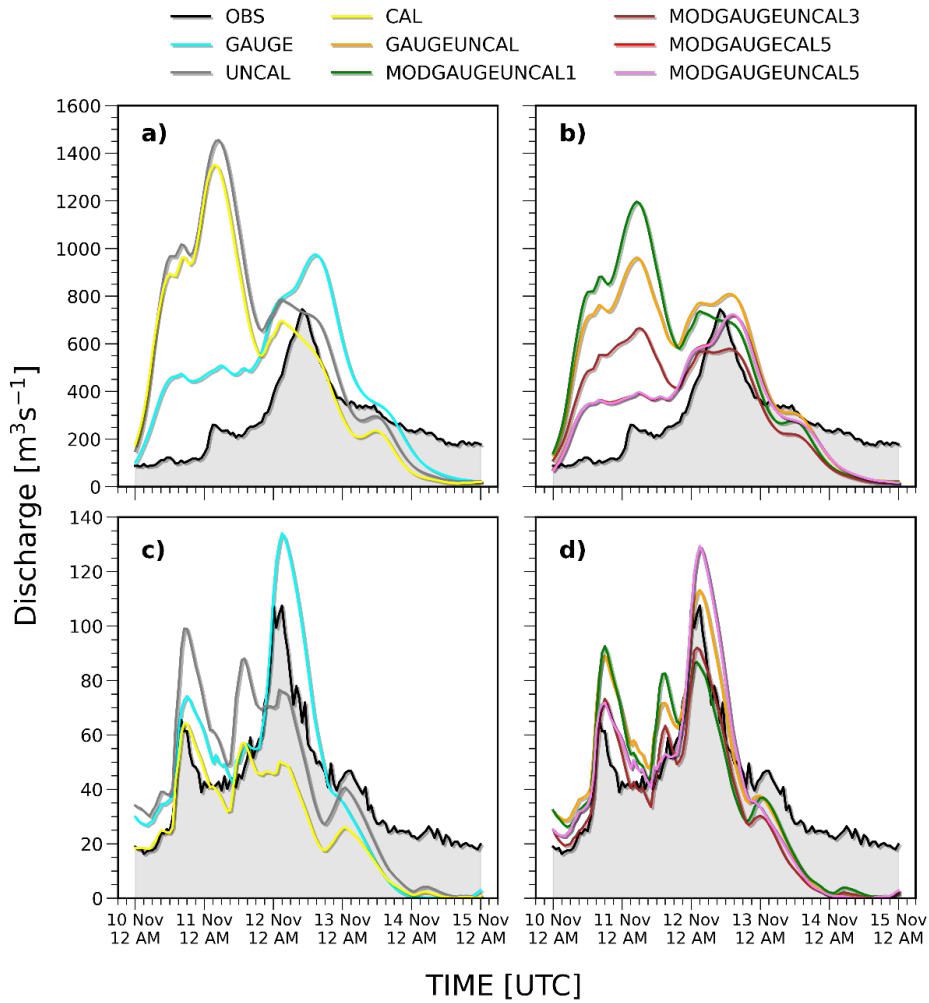 OBS CAL MODGAUGEUNCAL3
GAUGE GAUGEUNCAL MODGAUGECAL5
UNCAL MODGAUGEUNCAL1 MODGAUGEUNCAL5
Discharge [m³s⁻¹]
a)
1600
1400
1200
1000
800
600
400
200
0
b)
c)
140
120
100
80
60
40
20
0
d)
10 Nov 11 Nov 12 Nov 13 Nov 14 Nov 15 Nov 10 Nov 11 Nov 12 Nov 13 Nov 14 Nov 15 Nov
12 AM 12 AM 12 AM 12 AM 12 AM 12 AM 12 AM 12 AM 12 AM 12 AM 12 AM 12 AM
TIME [UTC]